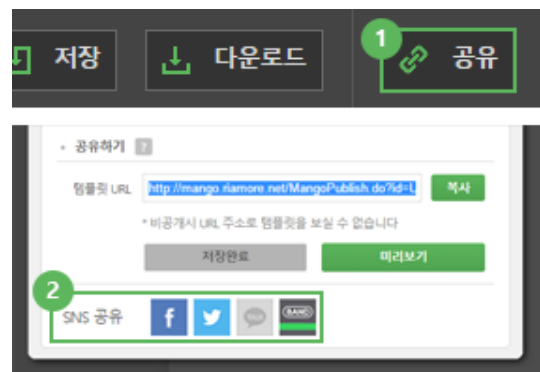 저장 다운로드 1 공유
• 공유하기 ?
템플릿 URL http://mango.riamore.net/MangoPublish.do?id=L 복사
* 비공개시 URL 주소로 템플릿을 보실 수 없습니다
저장완료 미리보기
2
SNS 공유 f TALK BAND